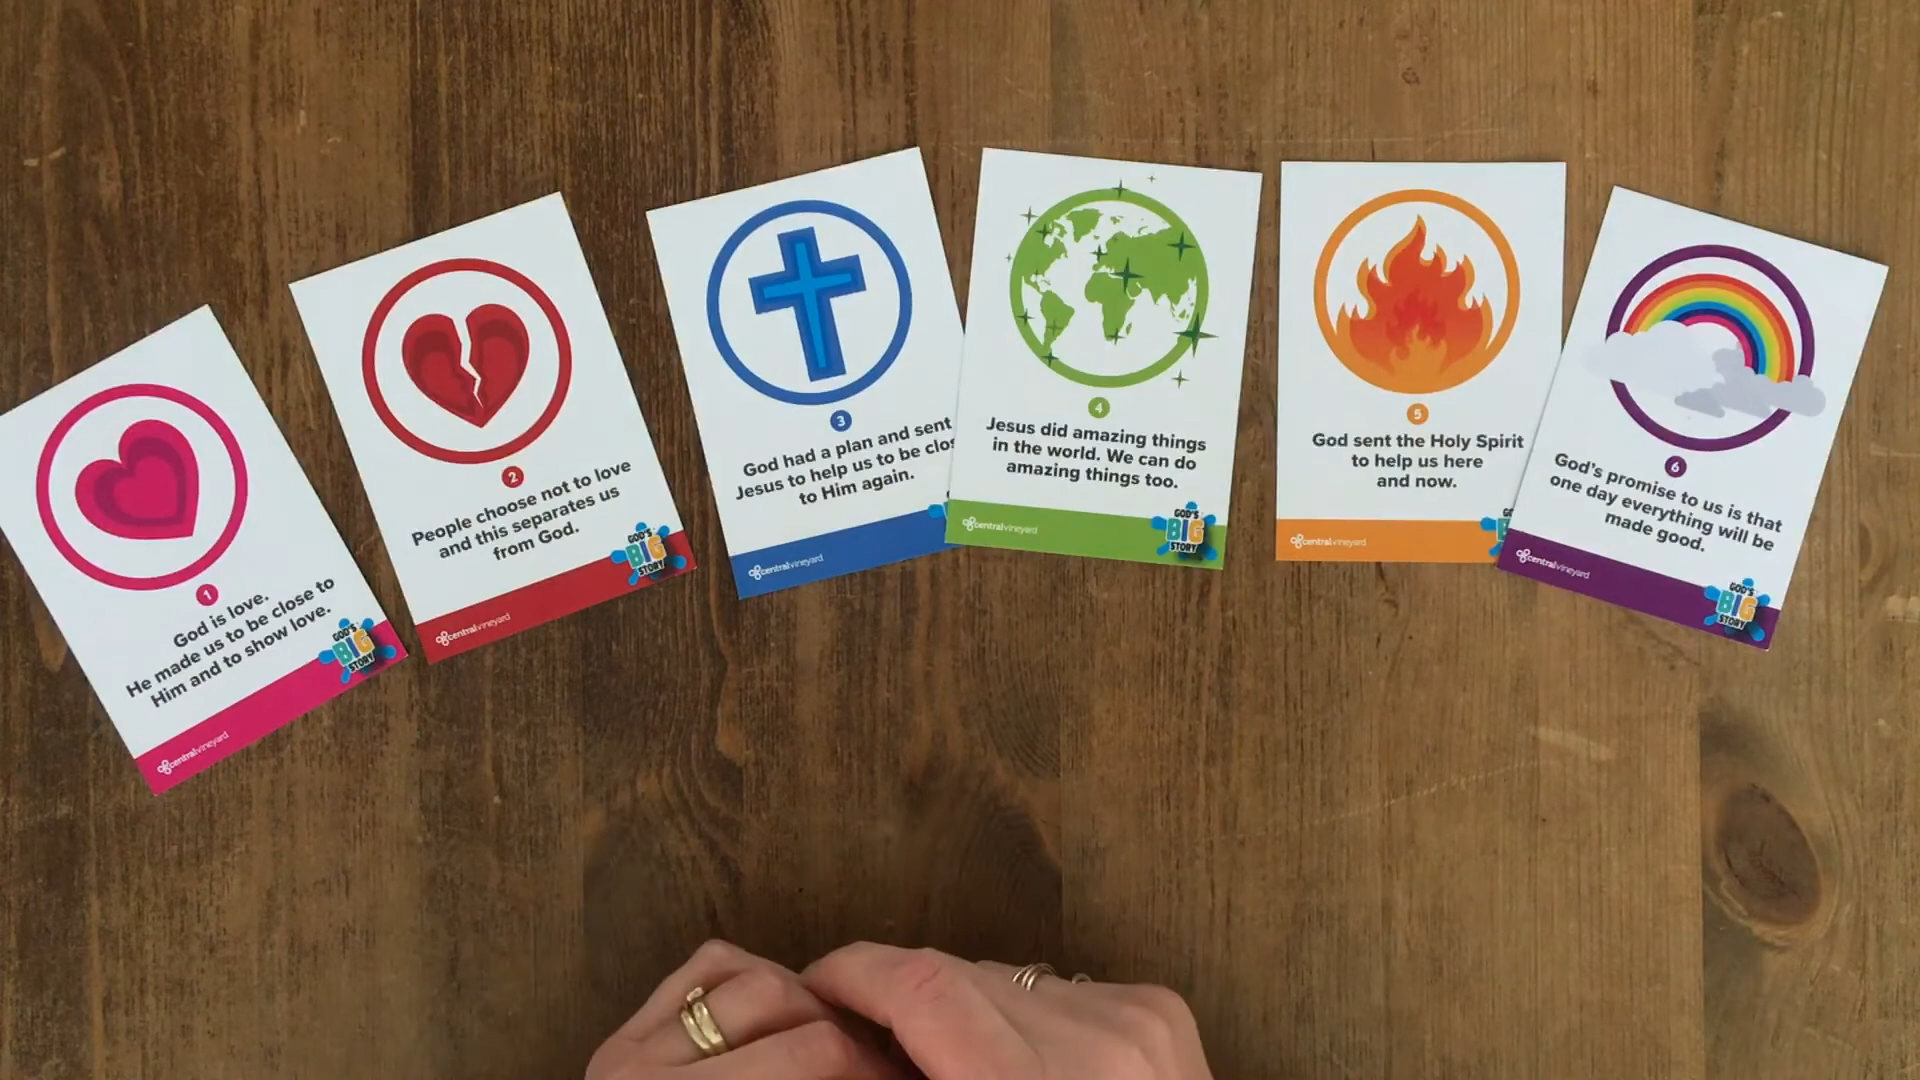 1
God is love.
He made us to be close to
Him and to show love.
centralvineyard
GOD'S
BIG
STORY
2
People choose not to love
and this separates us
from God.
centralvineyard
GOD'S
BIG
STORY
3
God had a plan and sent
Jesus to help us to be clos
to Him again.
centralvineyard
4
Jesus did amazing things
in the world. We can do
amazing things too.
centralvineyard
GOD'S
BIG
STORY
5
God sent the Holy Spirit
to help us here
and now.
centralvineyard
6
God's promise to us is that
one day everything will be
made good.
centralvineyard
GOD'S
BIG
STORY